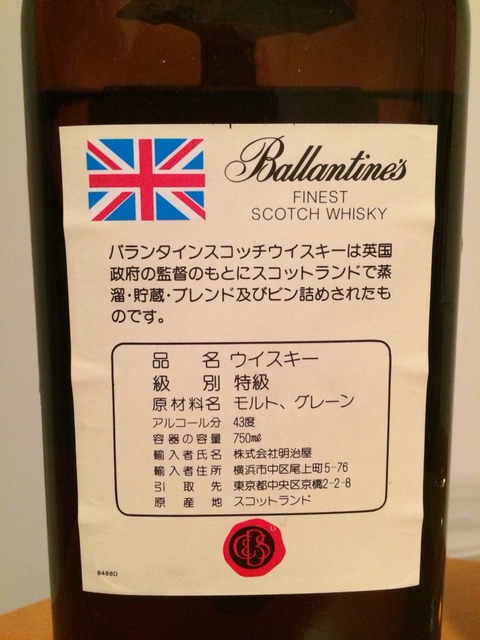 Ballantine's
FINEST
SCOTCH WHISKY
バランタインスコッチウイスキーは英国
政府の監督のもとにスコットランドで蒸
溜・貯蔵・ブレンド及びビン詰めされたも
のです。
品名 ウイスキー
級別 特級
原材料名 モルト、グレーン
アルコール分 43度
容器の容量 750mℓ
輸入者氏名 株式会社明治屋
輸入者住所 横浜市中区尾上町5-76
引取先 東京都中央区京橋2-2-8
原産地 スコットランド
GBS
8488D